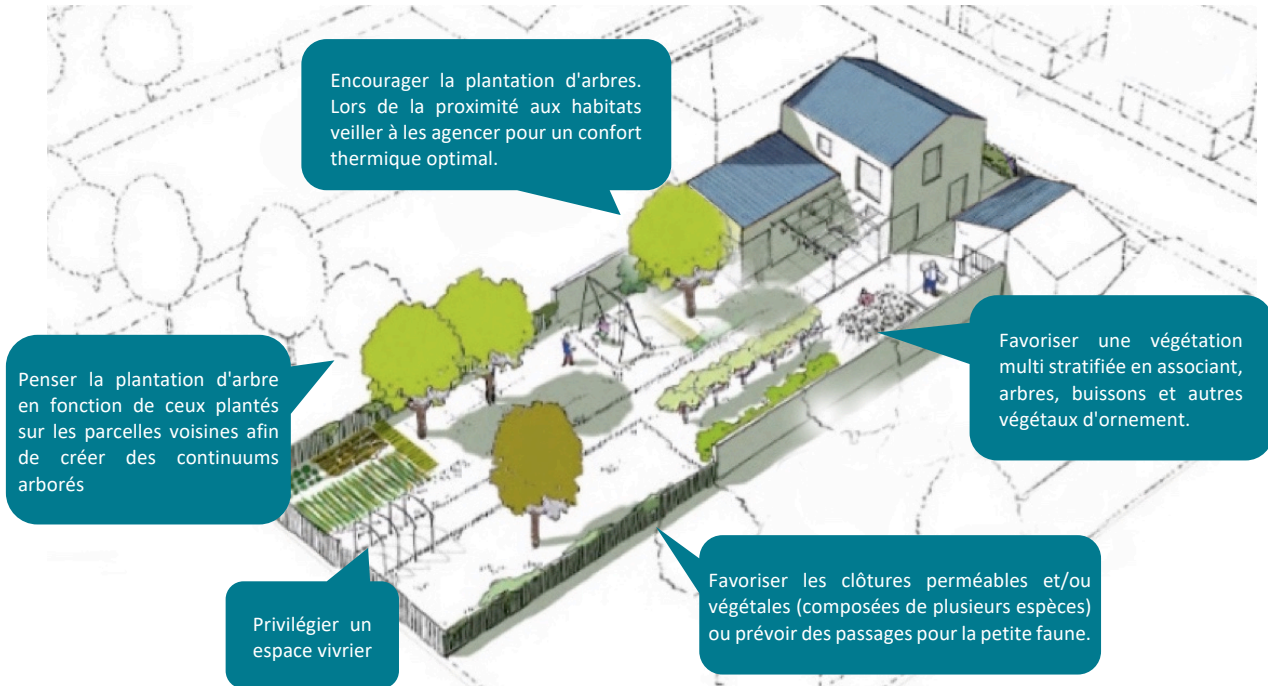 Encourager la plantation d'arbres.
Lors de la proximité aux habitats
veiller à les agencer pour un confort
thermique optimal.
Penser la plantation d'arbre
en fonction de ceux plantés
sur les parcelles voisines afin
de créer des continuums
arborés
Favoriser une végétation
multi stratifiée en associant,
arbres, buissons et autres
végétaux d'ornement.
Privilégier un
espace vivrier
Favoriser les clôtures perméables et/ou
végétales (composées de plusieurs espèces)
ou prévoir des passages pour la petite faune.